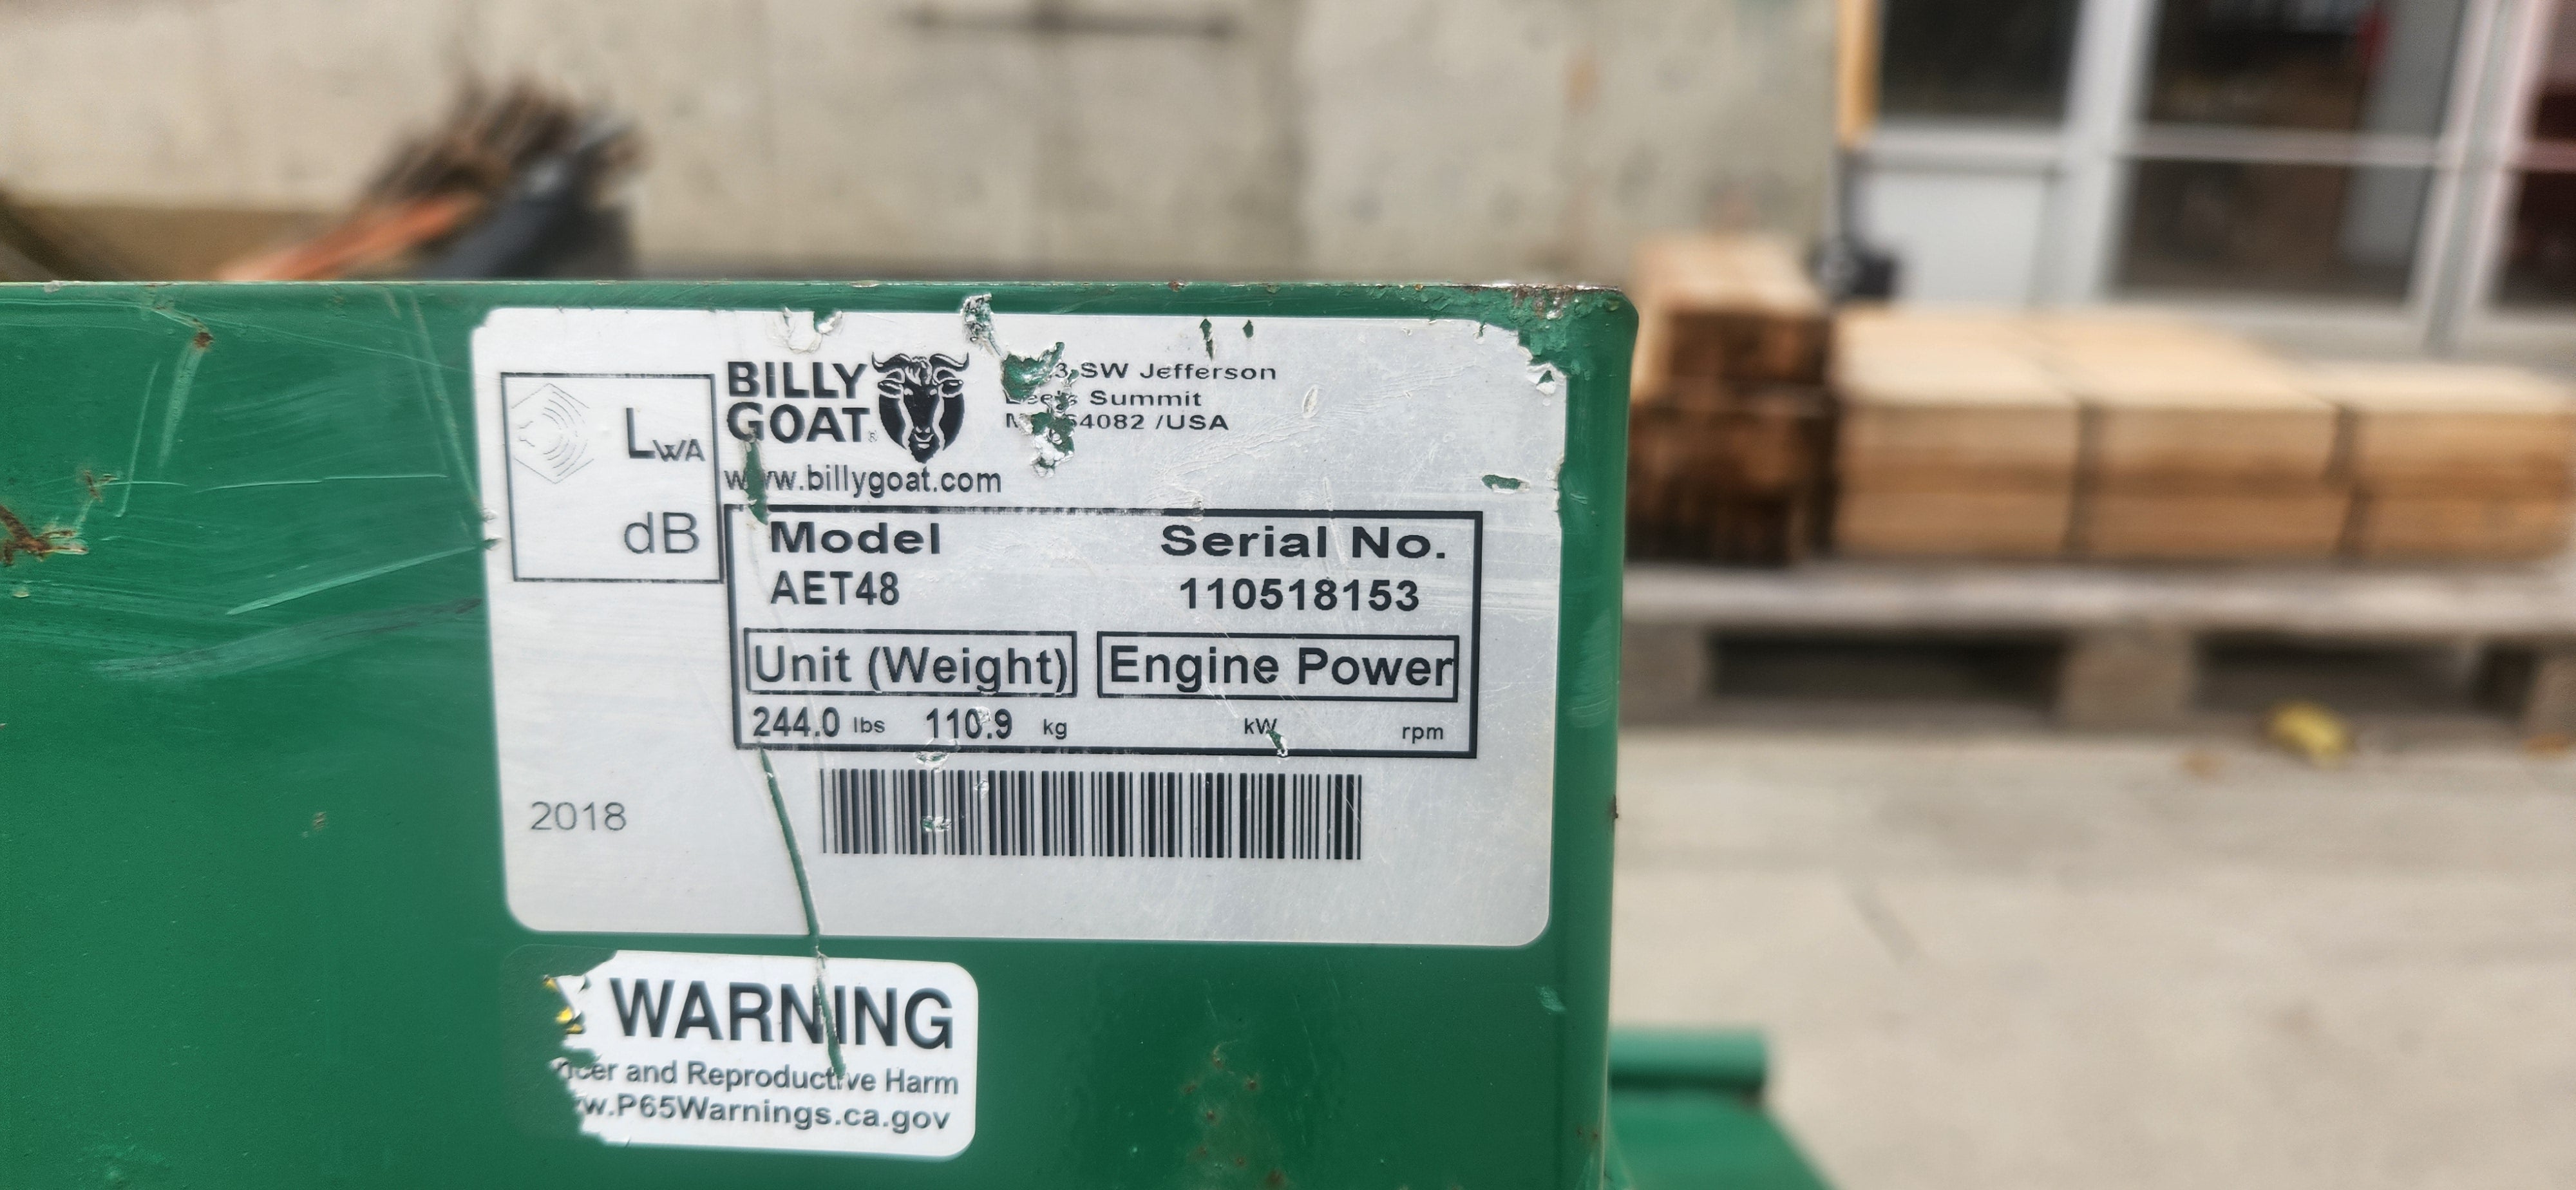 BILLY
GOAT
SW Jefferson
Summit
/USA
www.billygoat.com
LWA
dB
Model Serial No.
AET48 110518153
Unit (Weight) Engine Power
244.0 lbs 110.9 kg kW rpm
2018
WARNING
and Reproductive Harm
P65Warnings.ca.gov